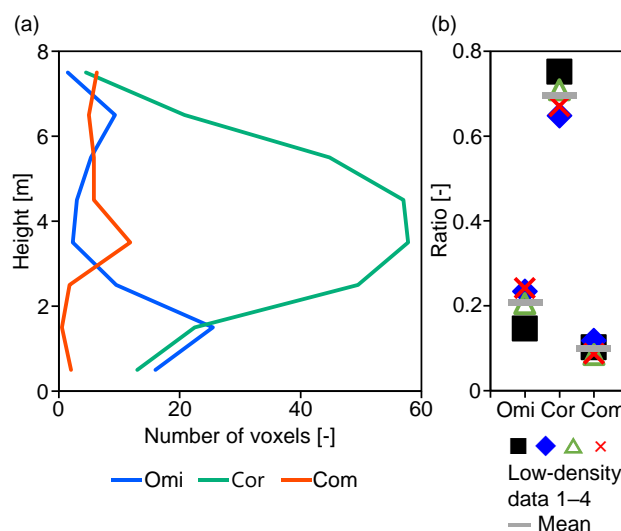 (a)
8
6
4
2
0
Height [m]
0 20 40 60
Number of voxels [-]
Omi Cor Com
(b)
0.8
0.6
0.4
0.2
0
Ratio [-]
Omi Cor Com
Low-density
data 1–4
Mean